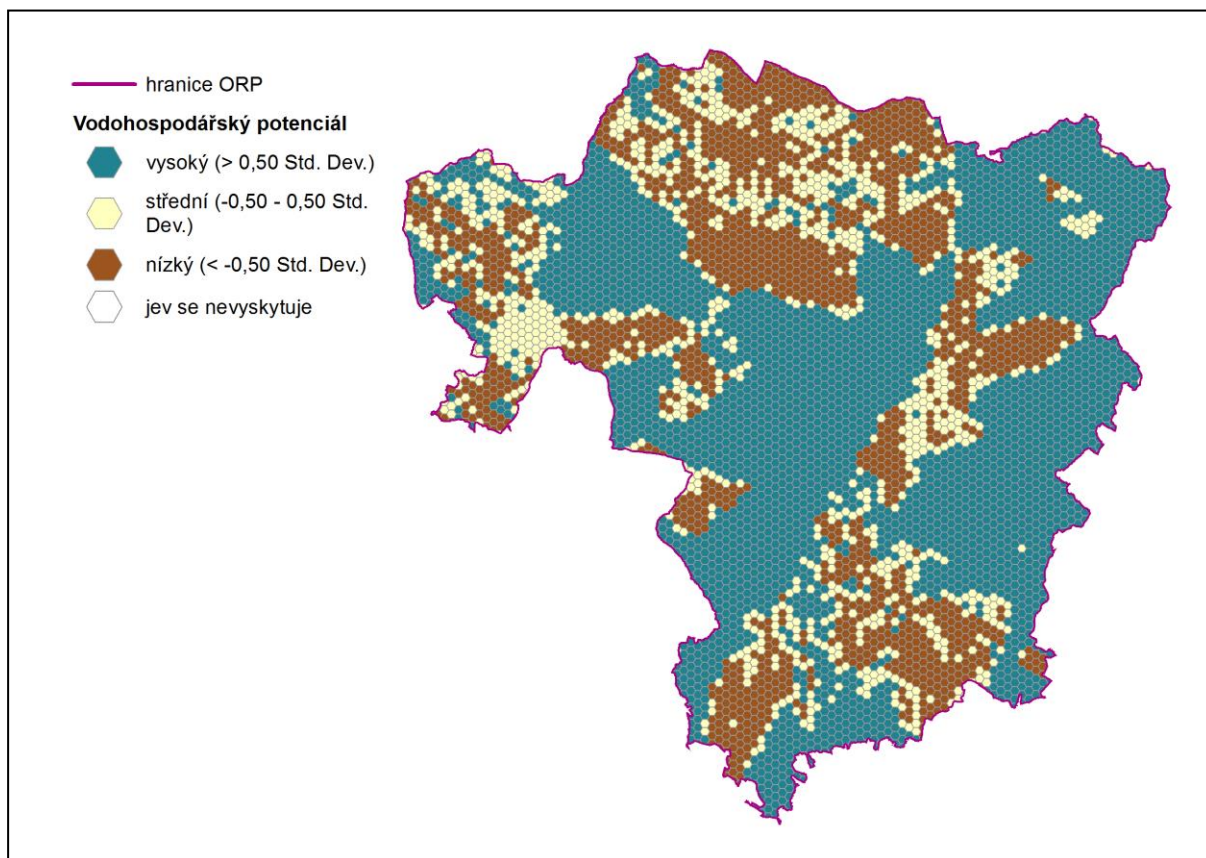 hranice ORP
Vodohospodářský potenciál
vysoký (> 0,50 Std. Dev.)
střední (-0,50 - 0,50 Std.
Dev.)
nízký (< -0,50 Std. Dev.)
jev se nevyskytuje